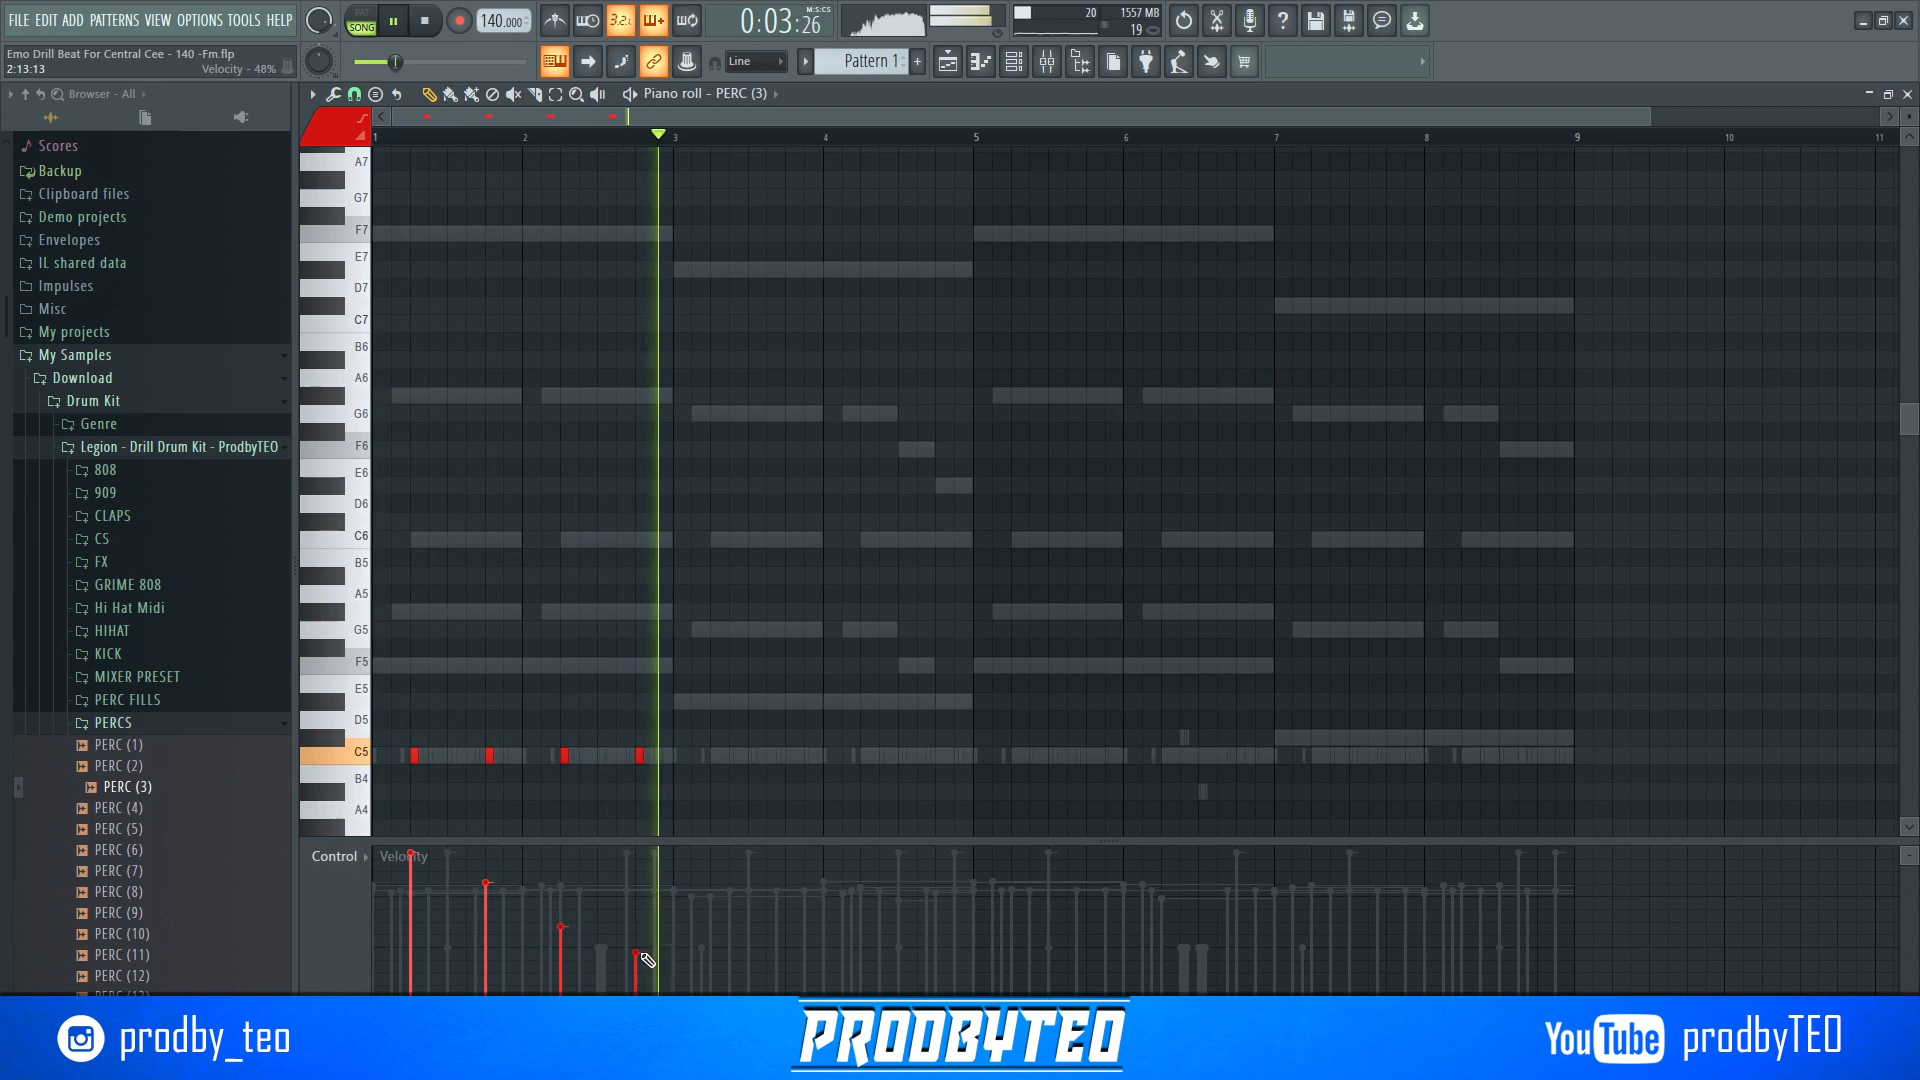 FILE EDIT ADD PATTERNS VIEW OPTIONS TOOLS HELP
PAT
SONG
140.000
3.2.
0:03:26
M:S:CS
20
1557 MB
19
Emo Drill Beat For Central Cee - 140 -Fm.flp
2:13:13
Velocity - 48%
Line
Pattern 1
Browser - All
Piano roll - PERC (3)
1 2 3 4 5 6 7 8 9 10 11
Scores
Backup
Clipboard files
Demo projects
Envelopes
IL shared data
Impulses
Misc
My projects
My Samples
Download
Drum Kit
Genre
Legion - Drill Drum Kit - ProdbyTEO
808
909
CLAPS
CS
FX
GRIME 808
Hi Hat Midi
HIHAT
KICK
MIXER PRESET
PERC FILLS
PERCS
PERC (1)
PERC (2)
PERC (3)
PERC (4)
PERC (5)
PERC (6)
PERC (7)
PERC (8)
PERC (9)
PERC (10)
PERC (11)
PERC (12)
A7
G7
F7
E7
D7
C7
B6
A6
G6
F6
E6
D6
C6
B5
A5
G5
F5
E5
D5
C5
B4
A4
Control
Velocity
prodby_teo
PRODBYTEO
YouTube prodbyTEO